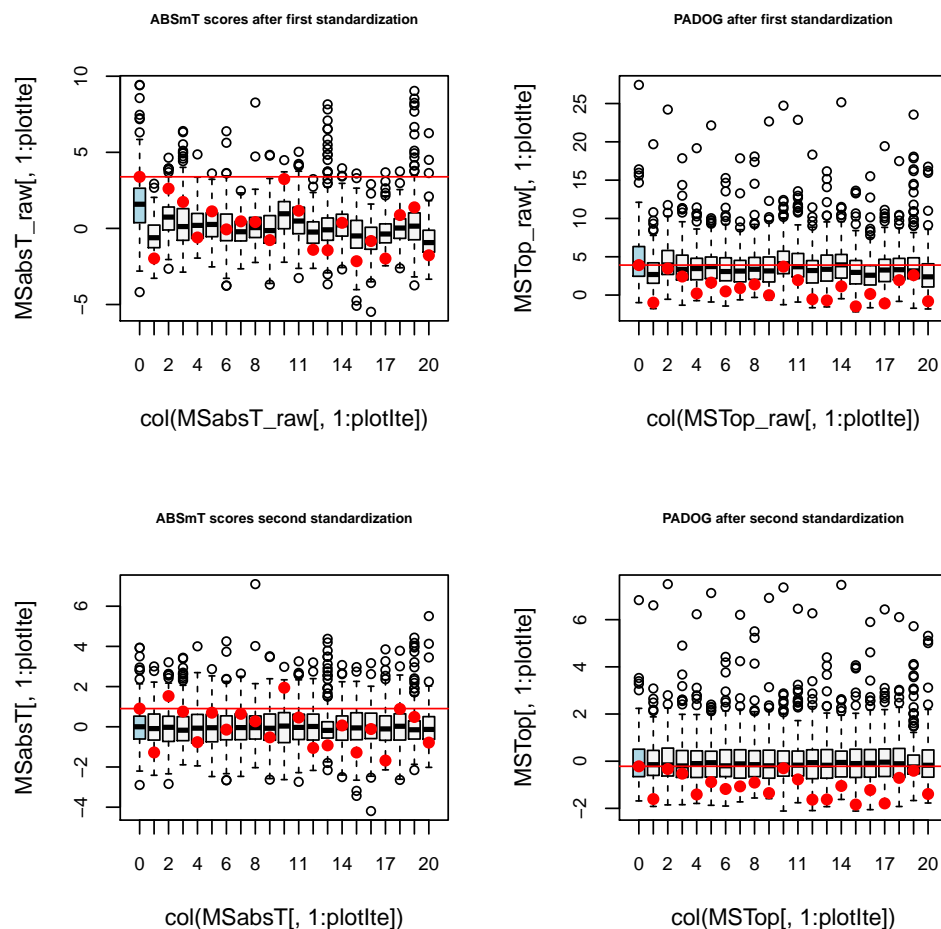 ABSmT scores after first standardization
MSabsT_raw[, 1:plotIte]
10
5
0
−5
0 2 4 6 8 11 14 17 20
col(MSabsT_raw[, 1:plotIte])
PADOG after first standardization
MSTop_raw[, 1:plotIte]
25
20
15
10
5
0
0 2 4 6 8 11 14 17 20
col(MSTop_raw[, 1:plotIte])
ABSmT scores second standardization
MSabsT[, 1:plotIte]
6
4
2
0
−2
−4
0 2 4 6 8 11 14 17 20
col(MSabsT[, 1:plotIte])
PADOG after second standardization
MSTop[, 1:plotIte]
6
4
2
0
−2
0 2 4 6 8 11 14 17 20
col(MSTop[, 1:plotIte])